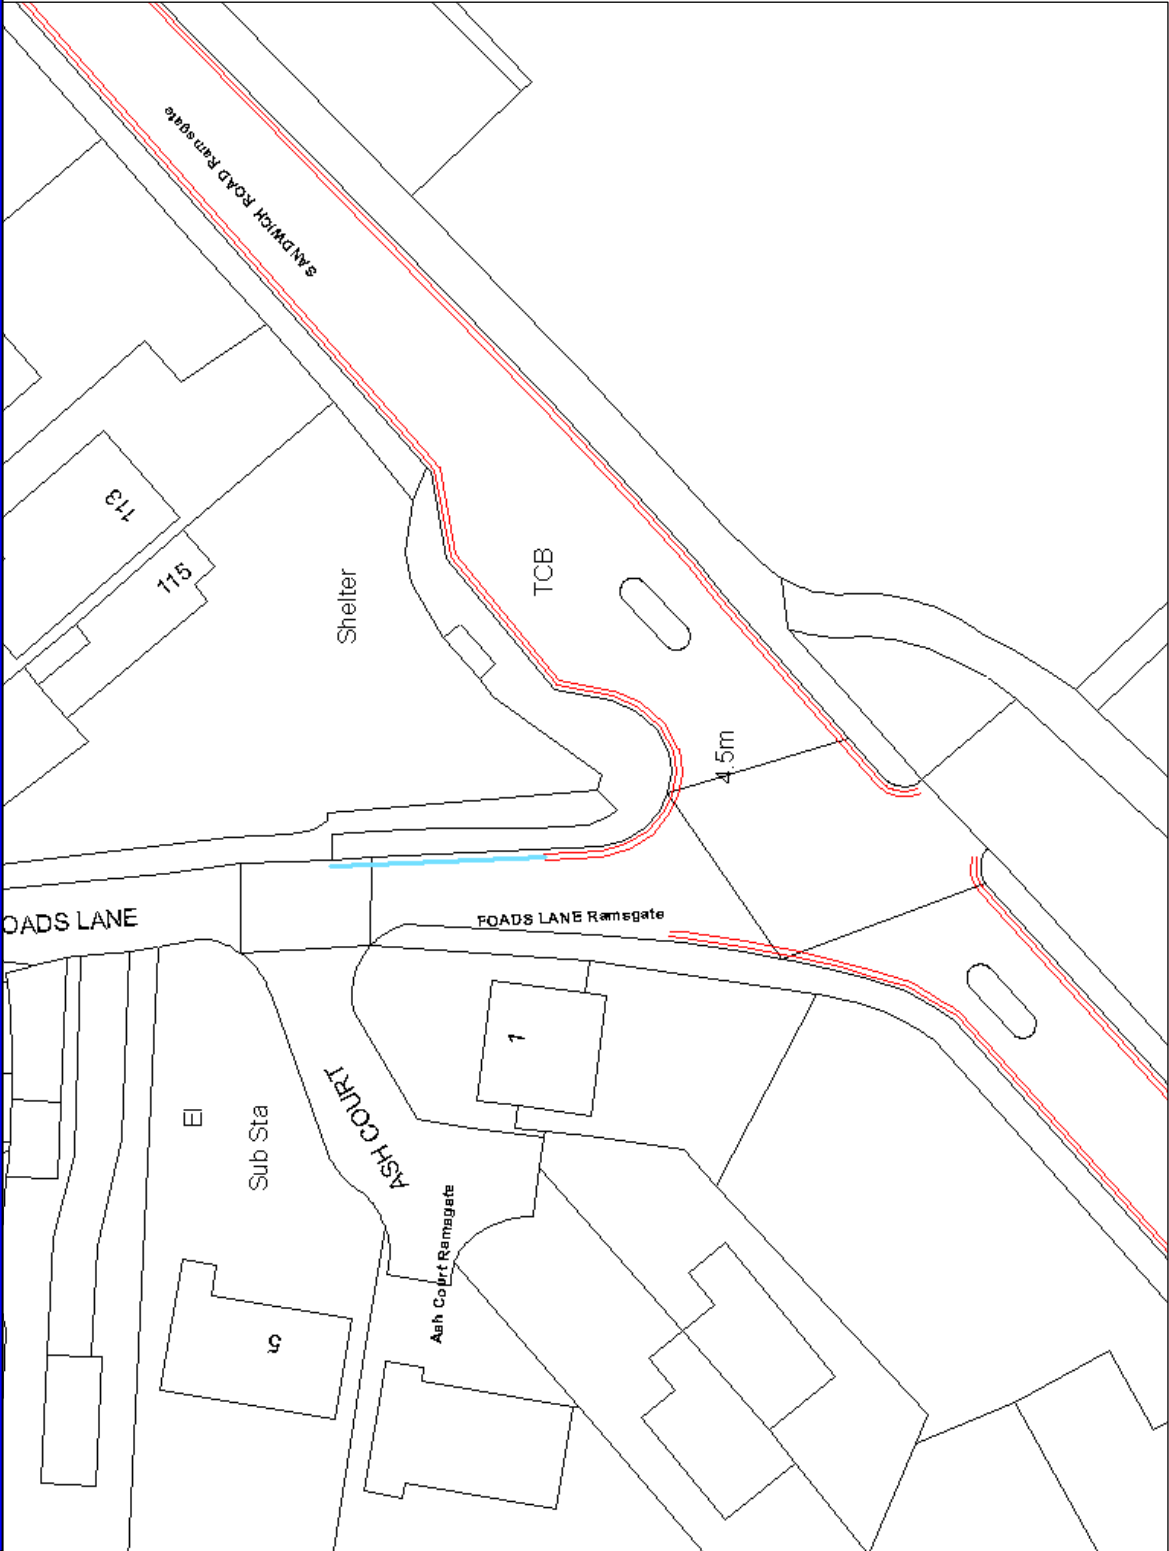 SANDWICH ROAD Ramsgate
113
115
Shelter
TCB
4.5m
OADS LANE
FOADS LANE Ramsgate
1
El
Sub Sta
ASH COURT
Ash Court Ramsgate
5